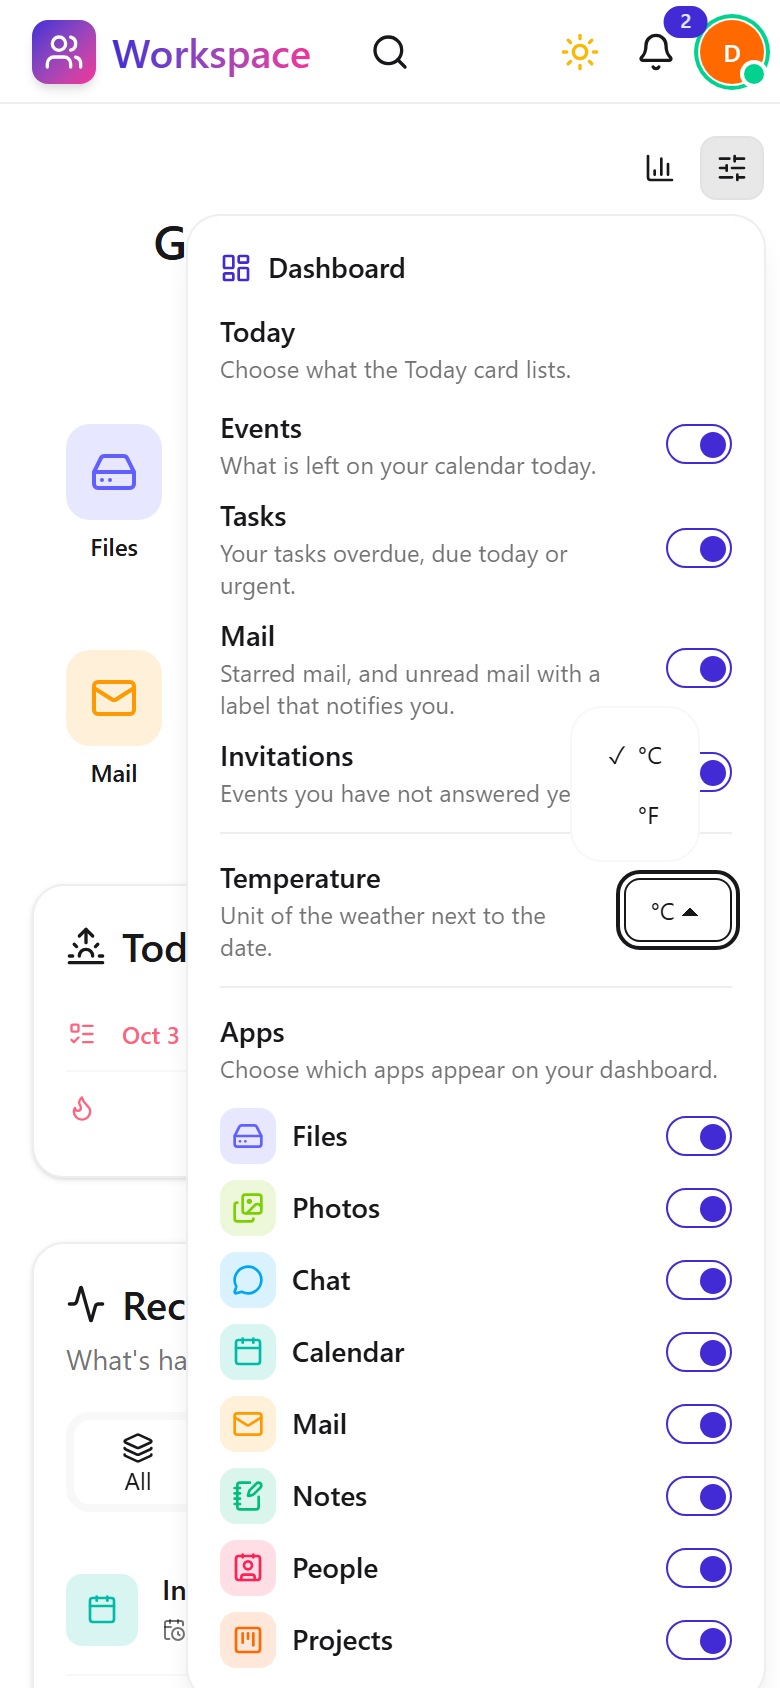 Workspace
2
D
G
Dashboard
Today
Choose what the Today card lists.
Events
What is left on your calendar today.
Tasks
Your tasks overdue, due today or
urgent.
Mail
Starred mail, and unread mail with a
label that notifies you.
Invitations
Events you have not answered ye
✓ °C
°F
Temperature
Unit of the weather next to the
date.
°C
Apps
Choose which apps appear on your dashboard.
Files
Photos
Chat
Calendar
Mail
Notes
People
Projects
Files
Mail
Tod
Oct 3
Rec
What's ha
All
In